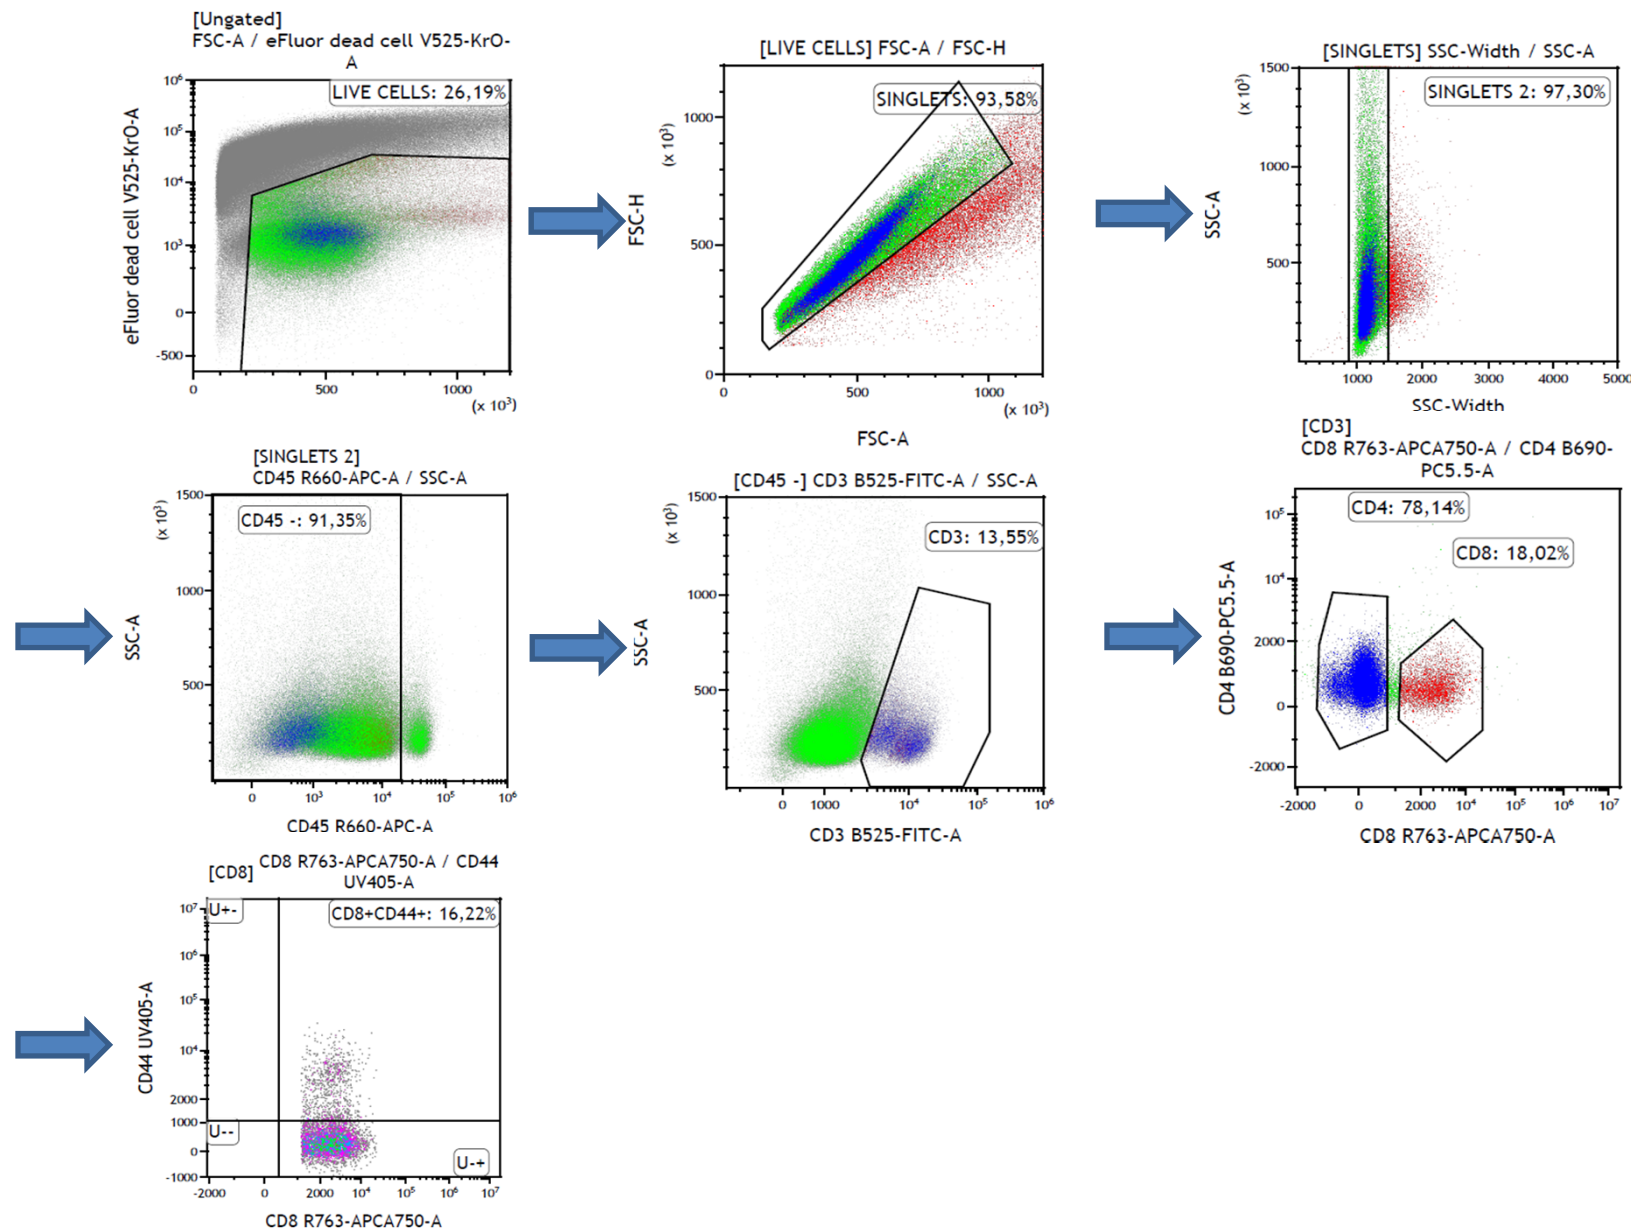 [Ungated]
FSC-A / eFluor dead cell V525-KrO-
A
LIVE CELLS: 26,19%
eFluor dead cell V525-KrO-A
10⁶
10⁵
10⁴
10³
0
-500
0
500
1000
(x 10³)
[LIVE CELLS] FSC-A / FSC-H
SINGLETS: 93,58%
(x 10³)
FSC-H
1000
500
0
0
500
1000
(x 10³)
FSC-A
[SINGLETS] SSC-Width / SSC-A
SINGLETS 2: 97,30%
(x 10³)
SSC-A
1500
1000
500
1000
2000
3000
4000
5000
SSC-Width
[SINGLETS 2]
CD45 R660-APC-A / SSC-A
CD45 -: 91,35%
(x 10³)
SSC-A
1500
1000
500
0
10³
10⁴
10⁵
10⁶
CD45 R660-APC-A
[CD45 -] CD3 B525-FITC-A / SSC-A
CD3: 13,55%
(x 10³)
SSC-A
1500
1000
500
0
1000
10⁴
10⁵
10⁶
CD3 B525-FITC-A
[CD3]
CD8 R763-APCA750-A / CD4 B690-
PC5.5-A
CD4: 78,14%
CD8: 18,02%
CD4 B690-PC5.5-A
10⁵
10⁴
2000
0
-2000
-2000
0
2000
10⁴
10⁵
10⁶
10⁷
CD8 R763-APCA750-A
[CD8]
CD8 R763-APCA750-A / CD44
UV405-A
U+-
CD8+CD44+: 16,22%
U--
U-+
CD44 UV405-A
10⁷
10⁶
10⁵
10⁴
2000
1000
0
-1000
-2000
0
2000
10⁴
10⁵
10⁶
10⁷
CD8 R763-APCA750-A